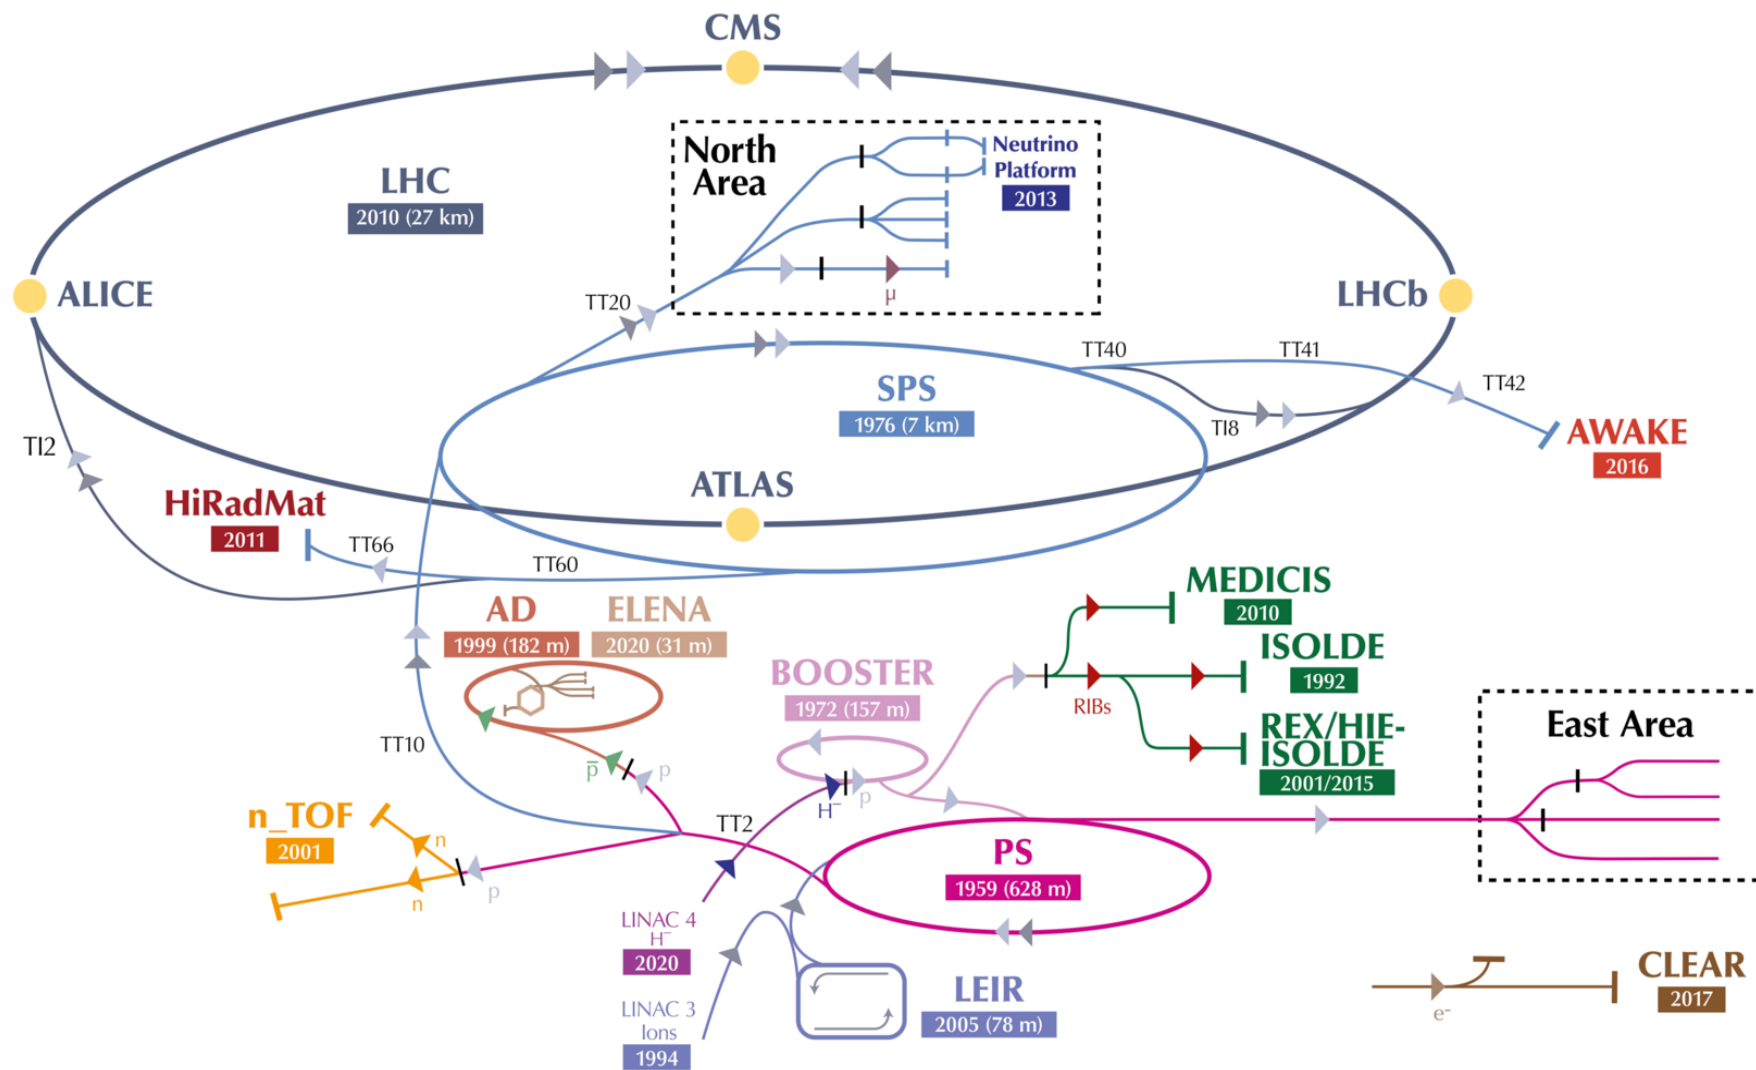 CMS
North
Area
Neutrino
Platform
2013
LHC
2010 (27 km)
μ
ALICE
LHCb
TT20
TT40
TT41
TT42
SPS
1976 (7 km)
TI8
AWAKE
2016
TI2
ATLAS
HiRadMat
2011
TT66
TT60
MEDICIS
2010
AD
1999 (182 m)
ELENA
2020 (31 m)
ISOLDE
1992
BOOSTER
1972 (157 m)
RIBs
REX/HIE-
ISOLDE
2001/2015
East Area
TT10
p̅
p
H⁻
p
n_TOF
2001
n
n
p
TT2
PS
1959 (628 m)
LINAC 4
H⁻
2020
LINAC 3
Ions
1994
LEIR
2005 (78 m)
CLEAR
2017
e-